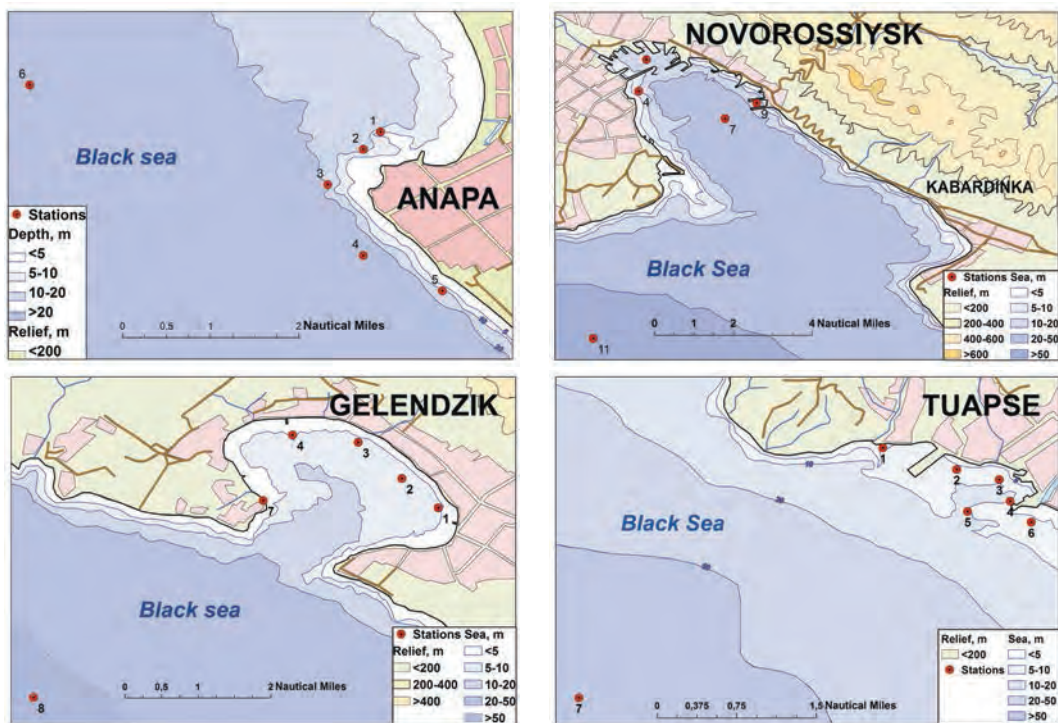 6
Black sea
1
2
3
4
5
ANAPA
Stations
Depth, m
<5
5-10
10-20
>20
Relief, m
<200
0 0,5 1 2 Nautical Miles
NOVOROSSIYSK
2
4
7
9
KABARDINKA
Black Sea
11
0 1 2 4 Nautical Miles
Stations Sea, m
Relief, m <5
<200 5-10
200-400 10-20
400-600 20-50
>600 >50
GELENDZIK
4
3
2
1
7
Black sea
8
0 0,5 1 2 Nautical Miles
Stations Sea, m
Relief, m <5
<200 5-10
200-400 10-20
>400 20-50
>50
TUAPSE
1
2
3
4
5
6
Black Sea
7
0 0,375 0,75 1,5 Nautical Miles
Relief, m Sea, m
<200 <5
Stations 5-10
10-20
20-50
>50